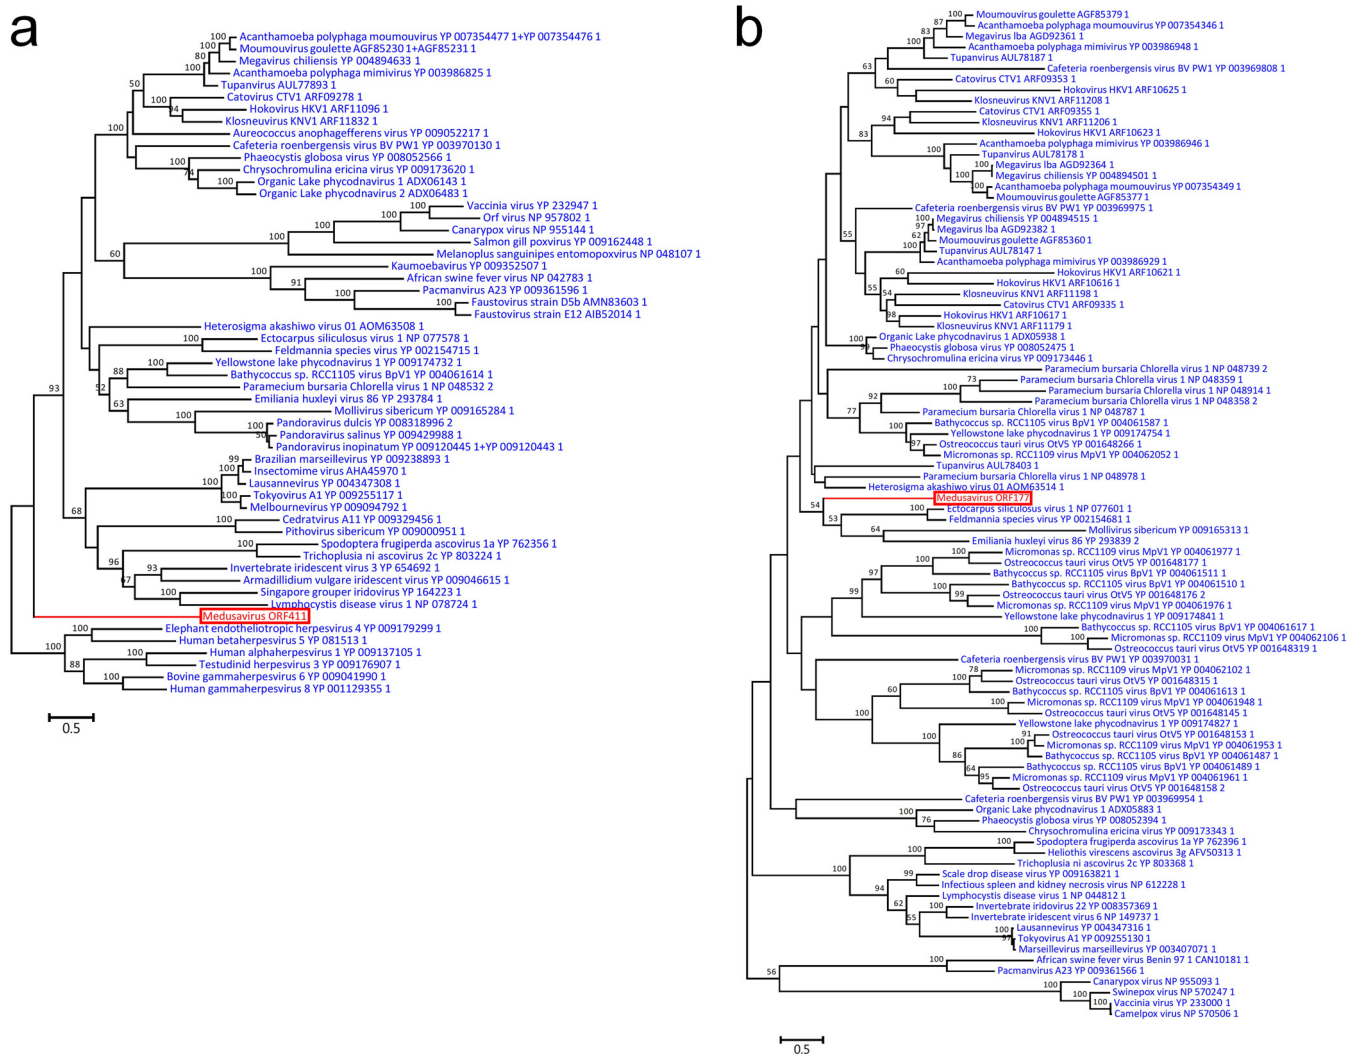 a
Acanthamoeba polyphaga moumouvirus YP 007354477 1+YP 007354476 1
Moumouvirus goulette AGF85230 1+AGF85231 1
Megavirus chiliensis YP 004894633 1
Acanthamoeba polyphaga mimivirus YP 003986825 1
Tupanvirus AUL77893 1
Catovirus CTV1 ARF09278 1
Hokovirus HKV1 ARF11096 1
Klosneuvirus KNV1 ARF11832 1
Aureococcus anophagefferens virus YP 009052217 1
Cafeteria roenbergensis virus BV PW1 YP 003970130 1
Phaeocystis globosa virus YP 008052566 1
Chrysochromulina ericina virus YP 009173620 1
Organic Lake phycodnavirus 1 ADX06143 1
Organic Lake phycodnavirus 2 ADX06483 1
Vaccinia virus YP 232947 1
Orf virus NP 957802 1
Canarypox virus NP 955144 1
Salmon gill poxvirus YP 009162448 1
Melanoplus sanguinipes entomopoxvirus NP 048107 1
Kaumoebavirus YP 009352507 1
African swine fever virus NP 042783 1
Pacmanvirus A23 YP 009361596 1
Faustovirus strain D5b AMN83603 1
Faustovirus strain E12 AIB52014 1
Heterosigma akashiwo virus 01 AOM63508 1
Ectocarpus siliculosus virus 1 NP 077578 1
Feldmannia species virus YP 002154715 1
Yellowstone lake phycodnavirus 1 YP 009174732 1
Bathycoccus sp. RCC1105 virus BpV1 YP 004061614 1
Paramecium bursaria Chlorella virus 1 NP 048532 2
Emiliania huxleyi virus 86 YP 293784 1
Mollivirus sibericum YP 009165284 1
Pandoravirus dulcis YP 008318996 2
Pandoravirus salinus YP 009429988 1
Pandoravirus inopinatum YP 009120445 1+YP 009120443 1
Brazilian marseillevirus YP 009238893 1
Insectomime virus AHA45970 1
Lausannevirus YP 004347308 1
Tokyovirus A1 YP 009255117 1
Melbournevirus YP 009094792 1
Cedratvirus A11 YP 009329456 1
Pithovirus sibericum YP 009000951 1
Spodoptera frugiperda ascovirus 1a YP 762356 1
Trichoplusia ni ascovirus 2c YP 803224 1
Invertebrate iridescent virus 3 YP 654692 1
Armadillidium vulgare iridescent virus YP 009046615 1
Singapore grouper iridovirus YP 164223 1
Lymphocystis disease virus 1 NP 078724 1
Medusavirus ORF411
Elephant endotheliotropic herpesvirus 4 YP 009179299 1
Human betaherpesvirus 5 YP 081513 1
Human alphaherpesvirus 1 YP 009137105 1
Testudinid herpesvirus 3 YP 009176907 1
Bovine gammaherpesvirus 6 YP 009041990 1
Human gammaherpesvirus 8 YP 001129355 1
0.5
b
Moumouvirus goulette AGF85379 1
Acanthamoeba polyphaga moumouvirus YP 007354346 1
Megavirus lba AGD92361 1
Acanthamoeba polyphaga mimivirus YP 003986948 1
Tupanvirus AUL78187 1
Cafeteria roenbergensis virus BV PW1 YP 003969808 1
Catovirus CTV1 ARF09353 1
Hokovirus HKV1 ARF10625 1
Klosneuvirus KNV1 ARF11208 1
Catovirus CTV1 ARF09355 1
Klosneuvirus KNV1 ARF11206 1
Hokovirus HKV1 ARF10623 1
Acanthamoeba polyphaga mimivirus YP 003986946 1
Tupanvirus AUL78178 1
Megavirus lba AGD92364 1
Megavirus chiliensis YP 004894501 1
Acanthamoeba polyphaga moumouvirus YP 007354349 1
Moumouvirus goulette AGF85377 1
Cafeteria roenbergensis virus BV PW1 YP 003969975 1
Megavirus chiliensis YP 004894515 1
Megavirus lba AGD92382 1
Moumouvirus goulette AGF85360 1
Tupanvirus AUL78147 1
Acanthamoeba polyphaga mimivirus YP 003986929 1
Hokovirus HKV1 ARF10621 1
Hokovirus HKV1 ARF10616 1
Klosneuvirus KNV1 ARF11198 1
Catovirus CTV1 ARF09335 1
Hokovirus HKV1 ARF10617 1
Klosneuvirus KNV1 ARF11179 1
Organic Lake phycodnavirus 1 ADX05938 1
Phaeocystis globosa virus YP 008052475 1
Chrysochromulina ericina virus YP 009173446 1
Paramecium bursaria Chlorella virus 1 NP 048739 2
Paramecium bursaria Chlorella virus 1 NP 048359 1
Paramecium bursaria Chlorella virus 1 NP 048914 1
Paramecium bursaria Chlorella virus 1 NP 048358 2
Paramecium bursaria Chlorella virus 1 NP 048787 1
Bathycoccus sp. RCC1105 virus BpV1 YP 004061587 1
Yellowstone lake phycodnavirus 1 YP 009174754 1
Ostreococcus tauri virus OtV5 YP 001648266 1
Micromonas sp. RCC1109 virus MpV1 YP 004062052 1
Tupanvirus AUL78403 1
Paramecium bursaria Chlorella virus 1 NP 048978 1
Heterosigma akashiwo virus 01 AOM63514 1
Medusavirus ORF177
Ectocarpus siliculosus virus 1 NP 077601 1
Feldmannia species virus YP 002154681 1
Mollivirus sibericum YP 009165313 1
Emiliania huxleyi virus 86 YP 293839 2
Micromonas sp. RCC1109 virus MpV1 YP 004061977 1
Ostreococcus tauri virus OtV5 YP 001648177 1
Bathycoccus sp. RCC1105 virus BpV1 YP 004061511 1
Bathycoccus sp. RCC1105 virus BpV1 YP 004061510 1
Ostreococcus tauri virus OtV5 YP 001648176 2
Micromonas sp. RCC1109 virus MpV1 YP 004061976 1
Yellowstone lake phycodnavirus 1 YP 009174841 1
Bathycoccus sp. RCC1105 virus BpV1 YP 004061617 1
Micromonas sp. RCC1109 virus MpV1 YP 004062106 1
Ostreococcus tauri virus OtV5 YP 001648319 1
Cafeteria roenbergensis virus BV PW1 YP 003970031 1
Micromonas sp. RCC1109 virus MpV1 YP 004062102 1
Ostreococcus tauri virus OtV5 YP 001648315 1
Bathycoccus sp. RCC1105 virus BpV1 YP 004061613 1
Micromonas sp. RCC1109 virus MpV1 YP 004061948 1
Ostreococcus tauri virus OtV5 YP 001648145 1
Yellowstone lake phycodnavirus 1 YP 009174827 1
Ostreococcus tauri virus OtV5 YP 001648153 1
Micromonas sp. RCC1109 virus MpV1 YP 004061953 1
Bathycoccus sp. RCC1105 virus BpV1 YP 004061487 1
Bathycoccus sp. RCC1105 virus BpV1 YP 004061489 1
Micromonas sp. RCC1109 virus MpV1 YP 004061961 1
Ostreococcus tauri virus OtV5 YP 001648158 2
Cafeteria roenbergensis virus BV PW1 YP 003969954 1
Organic Lake phycodnavirus 1 ADX05883 1
Phaeocystis globosa virus YP 008052394 1
Chrysochromulina ericina virus YP 009173343 1
Spodoptera frugiperda ascovirus 1a YP 762396 1
Heliothis virescens ascovirus 3g AFV50313 1
Trichoplusia ni ascovirus 2c YP 803368 1
Scale drop disease virus YP 009163821 1
Infectious spleen and kidney necrosis virus NP 612228 1
Lymphocystis disease virus 1 NP 044812 1
Invertebrate iridovirus 22 YP 008357369 1
Invertebrate iridescent virus 6 NP 149737 1
Lausannevirus YP 004347316 1
Tokyovirus A1 YP 009255130 1
Marseillevirus marseillevirus YP 003407071 1
African swine fever virus Benin 97 1 CAN10181 1
Pacmanvirus A23 YP 009361566 1
Canarypox virus NP 955093 1
Swinepox virus NP 570247 1
Vaccinia virus YP 233000 1
Camelpox virus NP 570506 1
0.5